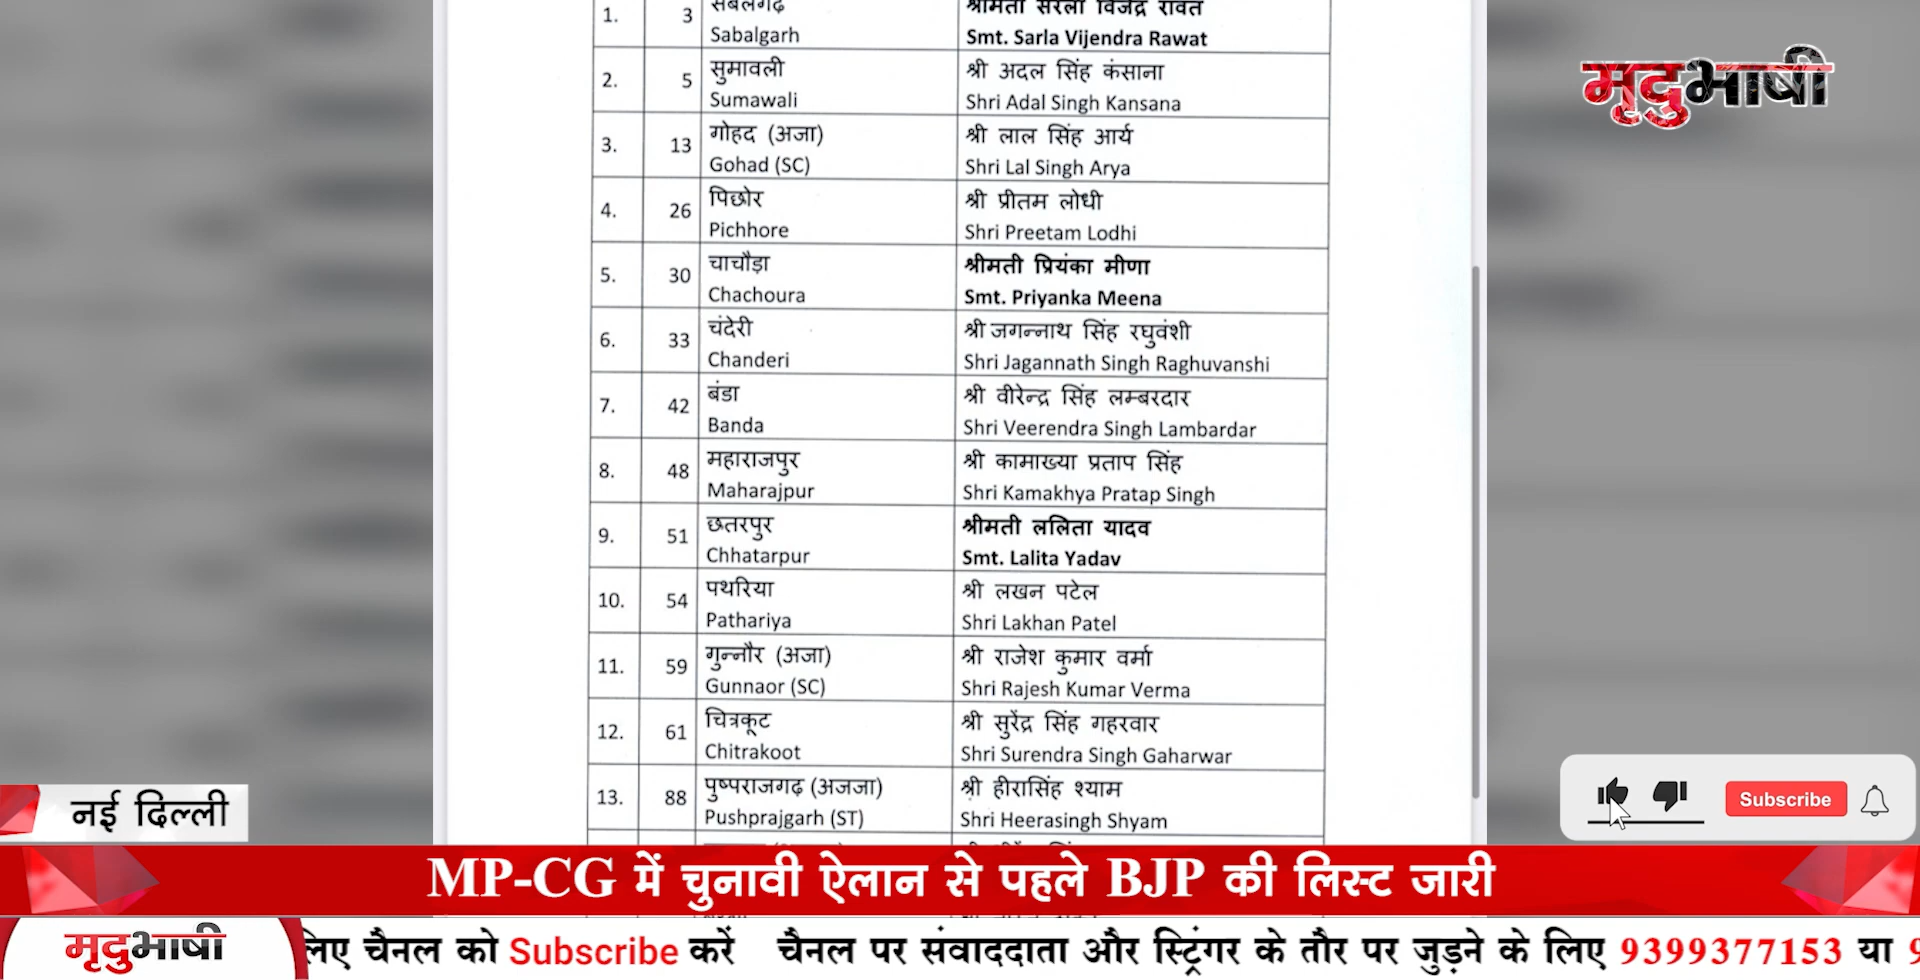 मृदुभाषी
1. 3 सबलगढ़ श्रीमती सरला विजेंद्र रावत
Sabalgarh Smt. Sarla Vijendra Rawat
2. 5 सुमावली श्री अदल सिंह कंसाना
Sumawali Shri Adal Singh Kansana
3. 13 गोहद (अजा) श्री लाल सिंह आर्य
Gohad (SC) Shri Lal Singh Arya
4. 26 पिछोर श्री प्रीतम लोधी
Pichhore Shri Preetam Lodhi
5. 30 चाचौड़ा श्रीमती प्रियंका मीणा
Chachoura Smt. Priyanka Meena
6. 33 चंदेरी श्री जगन्नाथ सिंह रघुवंशी
Chanderi Shri Jagannath Singh Raghuvanshi
7. 42 बंडा श्री वीरेन्द्र सिंह लम्बरदार
Banda Shri Veerendra Singh Lambardar
8. 48 महाराजपुर श्री कामाख्या प्रताप सिंह
Maharajpur Shri Kamakhya Pratap Singh
9. 51 छतरपुर श्रीमती ललिता यादव
Chhatarpur Smt. Lalita Yadav
10. 54 पथरिया श्री लखन पटेल
Pathariya Shri Lakhan Patel
11. 59 गुन्नौर (अजा) श्री राजेश कुमार वर्मा
Gunnaor (SC) Shri Rajesh Kumar Verma
12. 61 चित्रकूट श्री सुरेंद्र सिंह गहरवार
Chitrakoot Shri Surendra Singh Gaharwar
13. 88 पुष्पराजगढ़ (अजजा) श्री हीरासिंह श्याम
Pushprajgarh (ST) Shri Heerasingh Shyam
Subscribe
नई दिल्ली
MP-CG में चुनावी ऐलान से पहले BJP की लिस्ट जारी
मृदुभाषी
लिए चैनल को Subscribe करें चैनल पर संवाददाता और स्ट्रिंगर के तौर पर जुड़ने के लिए 9399377153 या 9